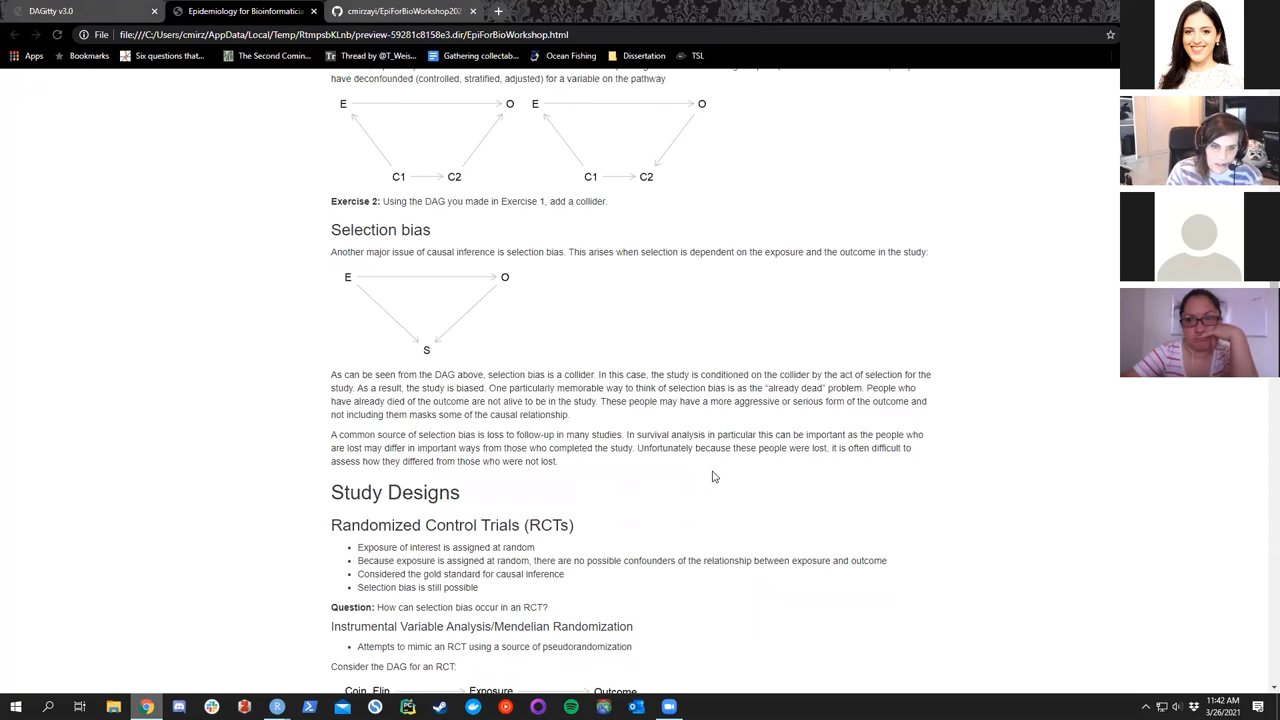 DAGitty v3.0
Epidemiology for Bioinformatici
cmirzay/EpiForBioWorkshop202
File file:///C:/Users/cmirz/AppData/Local/Temp/RtmpsbKLnb/preview-59281c8158e3.dir/EpiForBioWorkshop.html
Apps Bookmarks Six questions that... The Second Comin... Thread by @T_Weis... Gathering collectab... Ocean Fishing Dissertation TSL
have deconfounded (controlled, stratified, adjusted) for a variable on the pathway
E O E O
C1 C2 C1 C2
Exercise 2: Using the DAG you made in Exercise 1, add a collider.
Selection bias
Another major issue of causal inference is selection bias. This arises when selection is dependent on the exposure and the outcome in the study:
E O
S
As can be seen from the DAG above, selection bias is a collider. In this case, the study is conditioned on the collider by the act of selection for the
study. As a result, the study is biased. One particularly memorable way to think of selection bias is as the “already dead” problem. People who
have already died of the outcome are not alive to be in the study. These people may have a more aggressive or serious form of the outcome and
not including them masks some of the causal relationship.
A common source of selection bias is loss to follow-up in many studies. In survival analysis in particular this can be important as the people who
are lost may differ in important ways from those who completed the study. Unfortunately because these people were lost, it is often difficult to
assess how they differed from those who were not lost.
Study Designs
Randomized Control Trials (RCTs)
• Exposure of interest is assigned at random
• Because exposure is assigned at random, there are no possible confounders of the relationship between exposure and outcome
• Considered the gold standard for causal inference
• Selection bias is still possible
Question: How can selection bias occur in an RCT?
Instrumental Variable Analysis/Mendelian Randomization
• Attempts to mimic an RCT using a source of pseudorandomization
Consider the DAG for an RCT:
Coin Flip Exposure Outcome
11:42 AM
3/26/2021